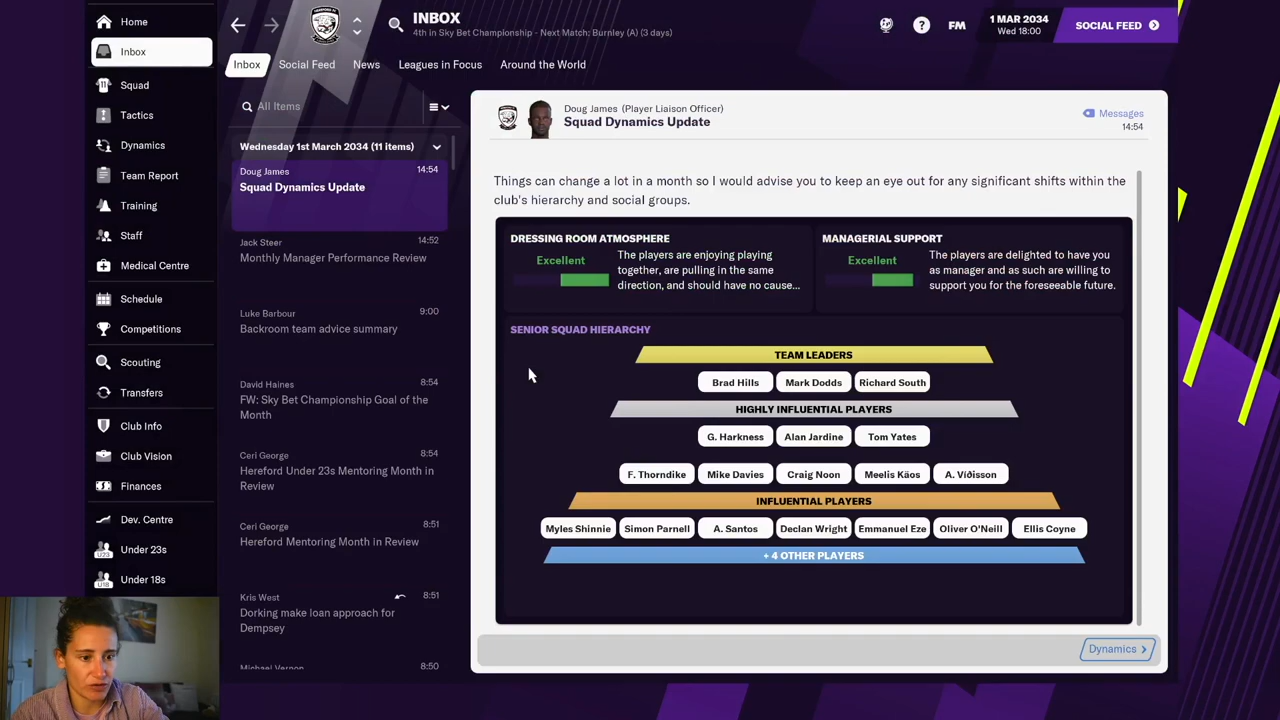 Home
Inbox
Squad
Tactics
Dynamics
Team Report
Training
Staff
Medical Centre
Schedule
Competitions
Scouting
Transfers
Club Info
Club Vision
Finances
Dev. Centre
Under 23s
Under 18s
INBOX
4th in Sky Bet Championship - Next Match: Burnley (A) (3 days)
FM
1 MAR 2034
Wed 18:00
SOCIAL FEED
Inbox
Social Feed
News
Leagues in Focus
Around the World
All Items
Wednesday 1st March 2034 (11 items)
Doug James
14:54
Squad Dynamics Update
Jack Steer
14:52
Monthly Manager Performance Review
Luke Barbour
9:00
Backroom team advice summary
David Haines
8:54
FW: Sky Bet Championship Goal of the
Month
Ceri George
8:54
Hereford Under 23s Mentoring Month in
Review
Ceri George
8:51
Hereford Mentoring Month in Review
Kris West
8:51
Dorking make loan approach for
Dempsey
Michael Vernon
8:50
Doug James (Player Liaison Officer)
Squad Dynamics Update
Messages
14:54
Things can change a lot in a month so I would advise you to keep an eye out for any significant shifts within the
club's hierarchy and social groups.
DRESSING ROOM ATMOSPHERE
Excellent
The players are enjoying playing
together, are pulling in the same
direction, and should have no cause...
MANAGERIAL SUPPORT
Excellent
The players are delighted to have you
as manager and as such are willing to
support you for the foreseeable future.
SENIOR SQUAD HIERARCHY
TEAM LEADERS
Brad Hills
Mark Dodds
Richard South
HIGHLY INFLUENTIAL PLAYERS
G. Harkness
Alan Jardine
Tom Yates
F. Thorndike
Mike Davies
Craig Noon
Meelis Käos
A. Víðisson
INFLUENTIAL PLAYERS
Myles Shinnie
Simon Parnell
A. Santos
Declan Wright
Emmanuel Eze
Oliver O'Neill
Ellis Coyne
+ 4 OTHER PLAYERS
Dynamics